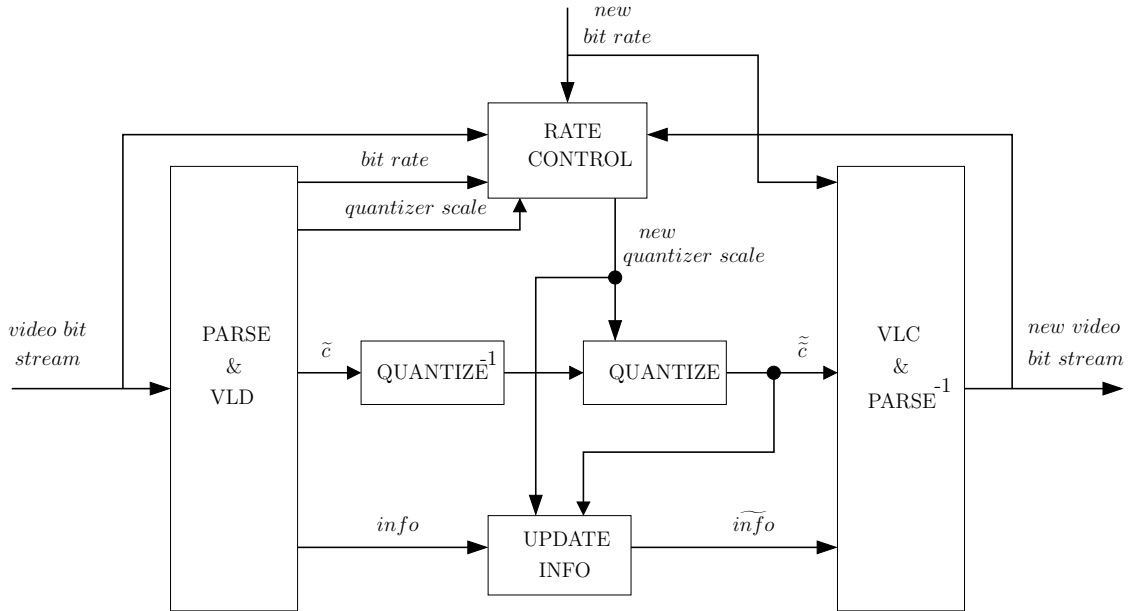 new
bit rate
RATE
CONTROL
bit rate
quantizer scale
new
quantizer scale
video bit
stream
PARSE
&
VLD
c̃
QUANTIZE-1
QUANTIZE
c̃̃
VLC
&
PARSE-1
new video
bit stream
info
UPDATE
INFO
info͂